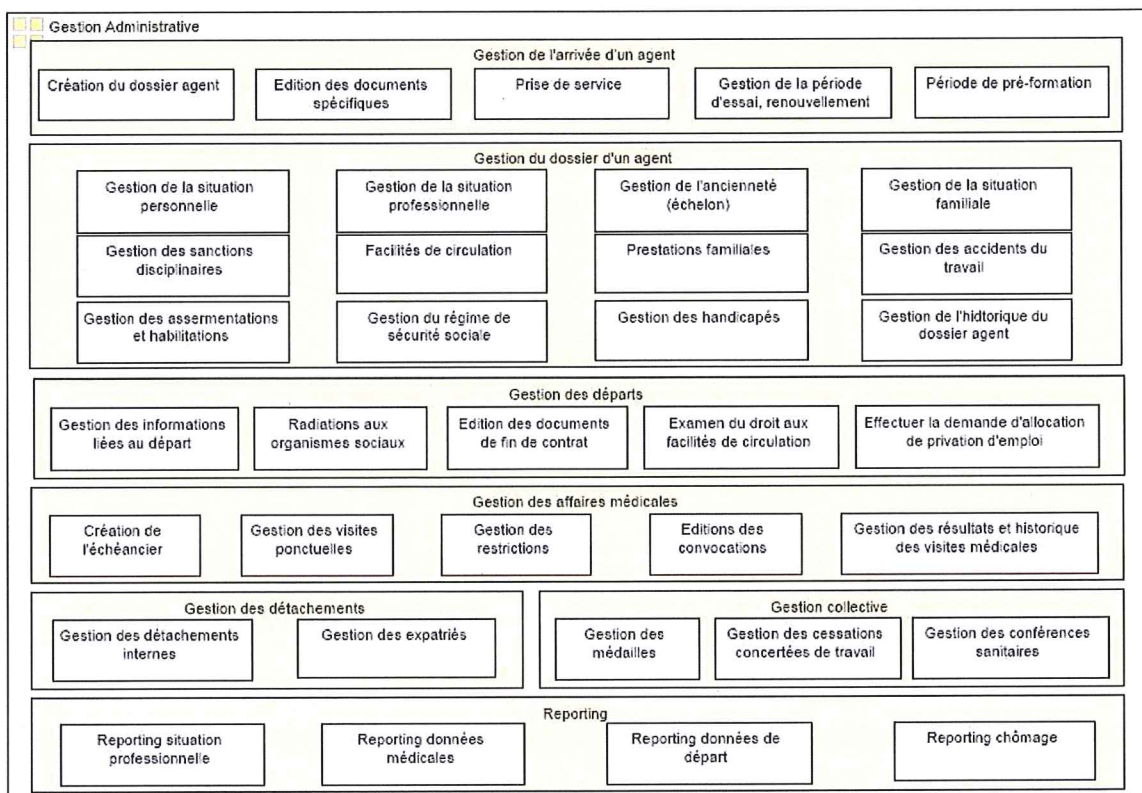 Gestion Administrative
Gestion de l'arrivée d'un agent
Création du dossier agent
Edition des documents
spécifiques
Prise de service
Gestion de la période
d'essai, renouvellement
Période de pré-formation
Gestion du dossier d'un agent
Gestion de la situation
personnelle
Gestion de la situation
professionnelle
Gestion de l'ancienneté
(échelon)
Gestion de la situation
familiale
Gestion des sanctions
disciplinaires
Facilités de circulation
Prestations familiales
Gestion des accidents du
travail
Gestion des assermentations
et habilitations
Gestion du régime de
sécurité sociale
Gestion des handicapés
Gestion de l'hidtorique du
dossier agent
Gestion des départs
Gestion des informations
liées au départ
Radiations aux
organismes sociaux
Edition des documents
de fin de contrat
Examen du droit aux
facilités de circulation
Effectuer la demande d'allocation
de privation d'emploi
Gestion des affaires médicales
Création de
l'échéancier
Gestion des visites
ponctuelles
Gestion des
restrictions
Editions des
convocations
Gestion des résultats et historique
des visites médicales
Gestion des détachements
Gestion des détachements
internes
Gestion des expatriés
Gestion collective
Gestion des
médailles
Gestion des cessations
concertées de travail
Gestion des conférences
sanitaires
Reporting
Reporting situation
professionnelle
Reporting données
médicales
Reporting données de
départ
Reporting chômage